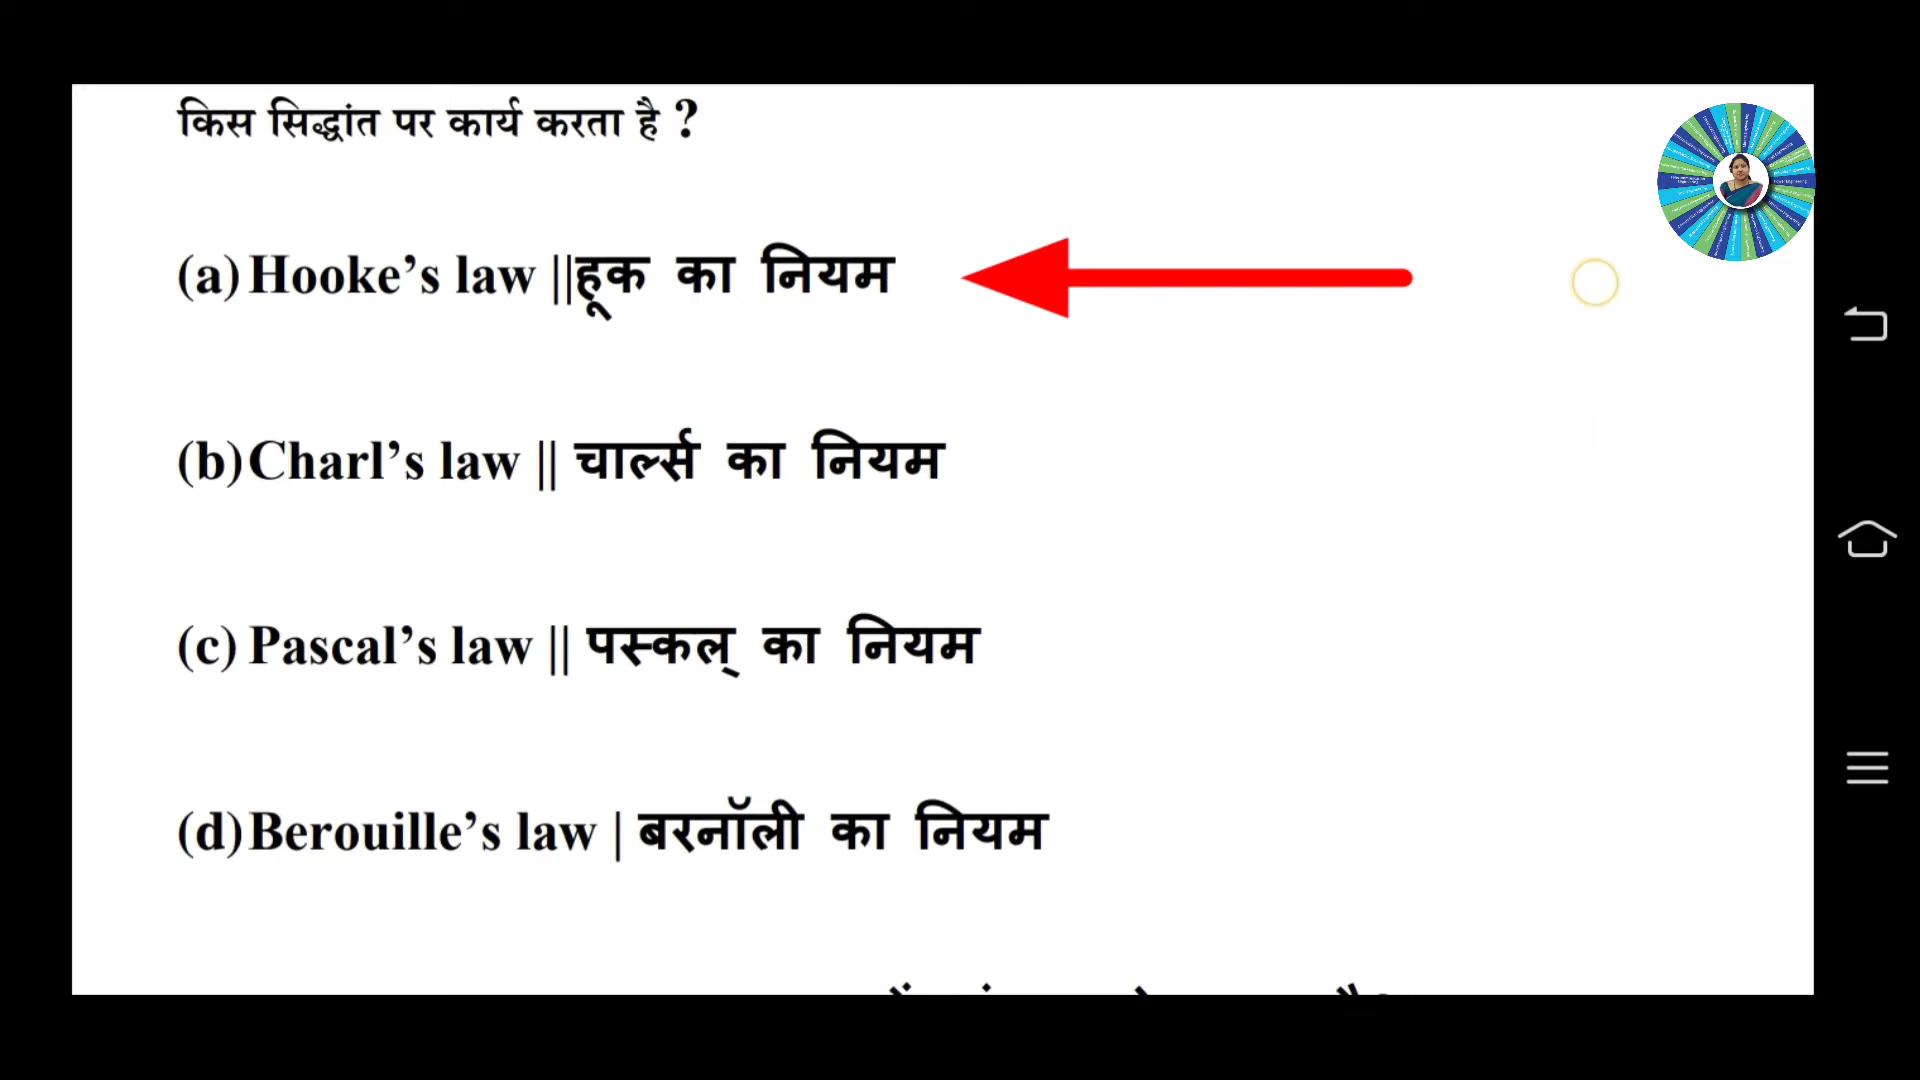 किस सिद्धांत पर कार्य करता है ?
(a) Hooke’s law ||हूक का नियम
(b) Charl’s law || चार्ल्स का नियम
(c) Pascal’s law || पस्कल् का नियम
(d) Berouille’s law | बरनॉली का नियम